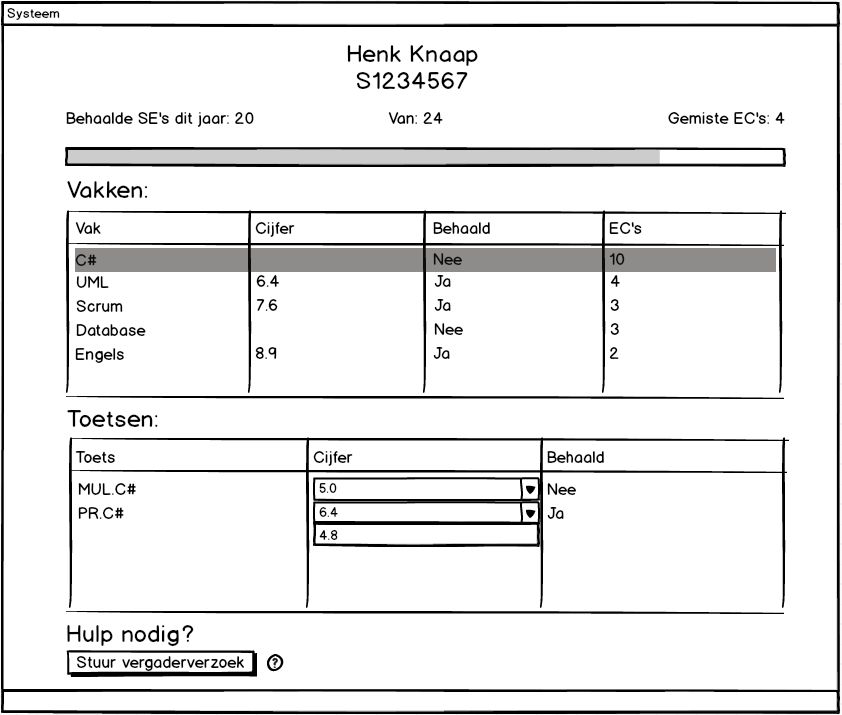 Systeem
Henk Knaap
S1234567
Behaalde SE's dit jaar: 20 Van: 24 Gemiste EC's: 4
Vakken:
Vak Cijfer Behaald EC's
C# Nee 10
UML 6.4 Ja 4
Scrum 7.6 Ja 3
Database Nee 3
Engels 8.9 Ja 2
Toetsen:
Toets Cijfer Behaald
MUL.C# 5.0 Nee
PR.C# 6.4 Ja
4.8
Hulp nodig?
Stuur vergaderverzoek ?